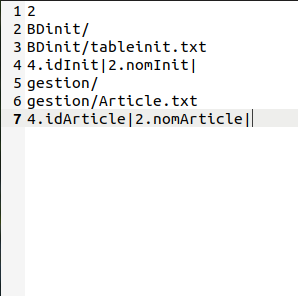 1 2
2 BDinit/
3 BDinit/tableinit.txt
4 4.idInit|2.nomInit|
5 gestion/
6 gestion/Article.txt
7 4.idArticle|2.nomArticle|